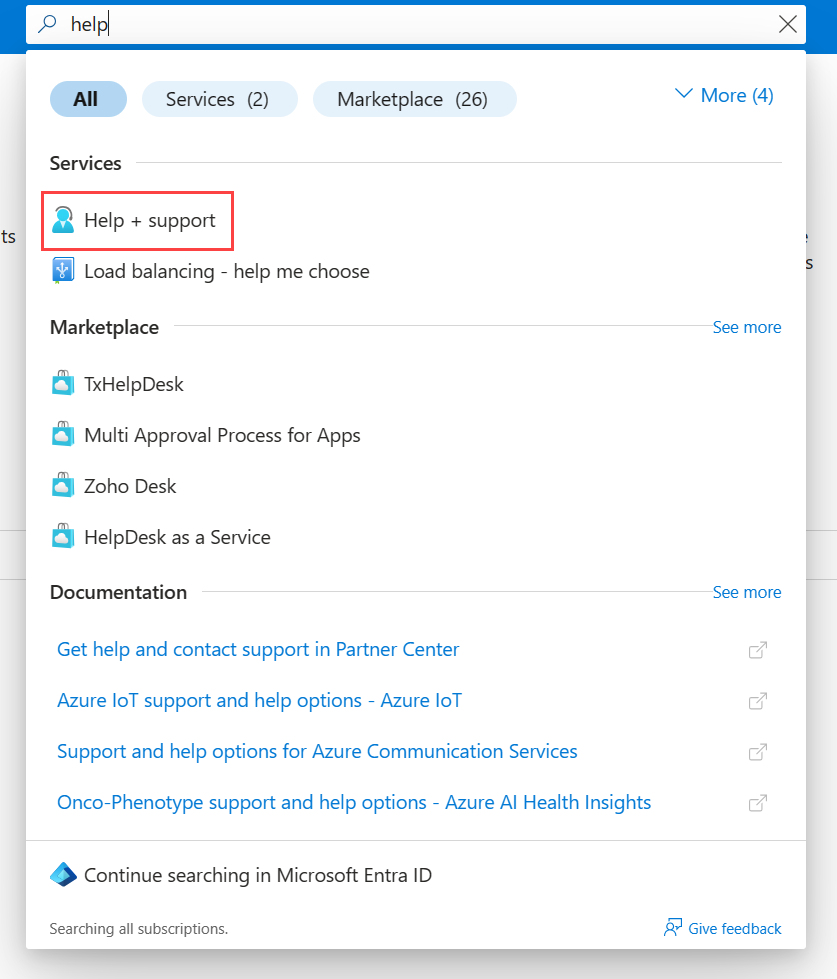 help
All
Services (2)
Marketplace (26)
More (4)
Services
Help + support
ts
Load balancing - help me choose
s
Marketplace
See more
TxHelpDesk
Multi Approval Process for Apps
Zoho Desk
HelpDesk as a Service
Documentation
See more
Get help and contact support in Partner Center
Azure IoT support and help options - Azure IoT
Support and help options for Azure Communication Services
Onco-Phenotype support and help options - Azure AI Health Insights
Continue searching in Microsoft Entra ID
Searching all subscriptions.
Give feedback